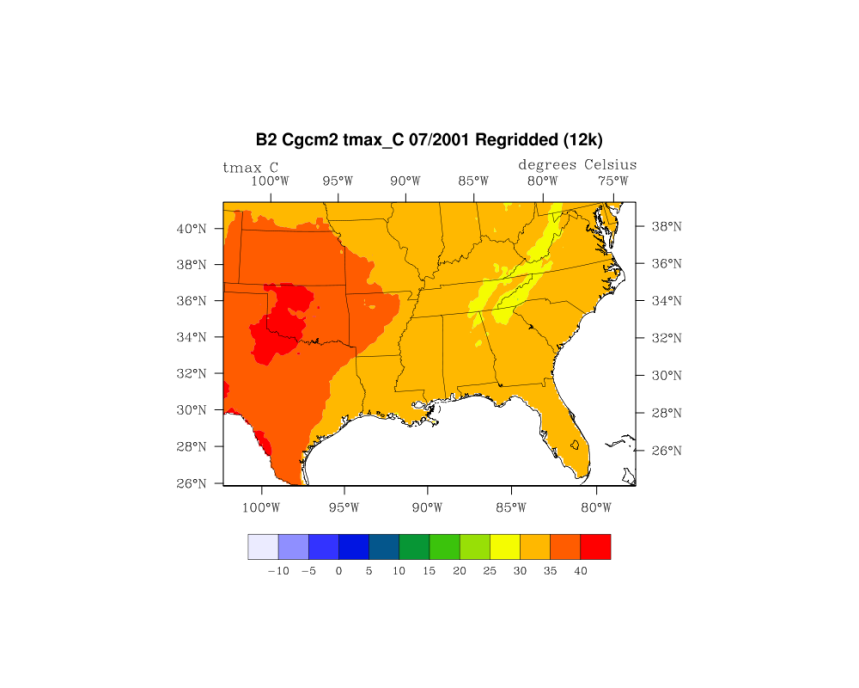 B2 Cgcm2 tmax_C 07/2001 Regridded (12k)
tmax C degrees Celsius
100°W 95°W 90°W 85°W 80°W 75°W
40°N 38°N
38°N 36°N
36°N 34°N
34°N 32°N
32°N 30°N
30°N 28°N
28°N 26°N
26°N
100°W 95°W 90°W 85°W 80°W
−10 −5 0 5 10 15 20 25 30 35 40